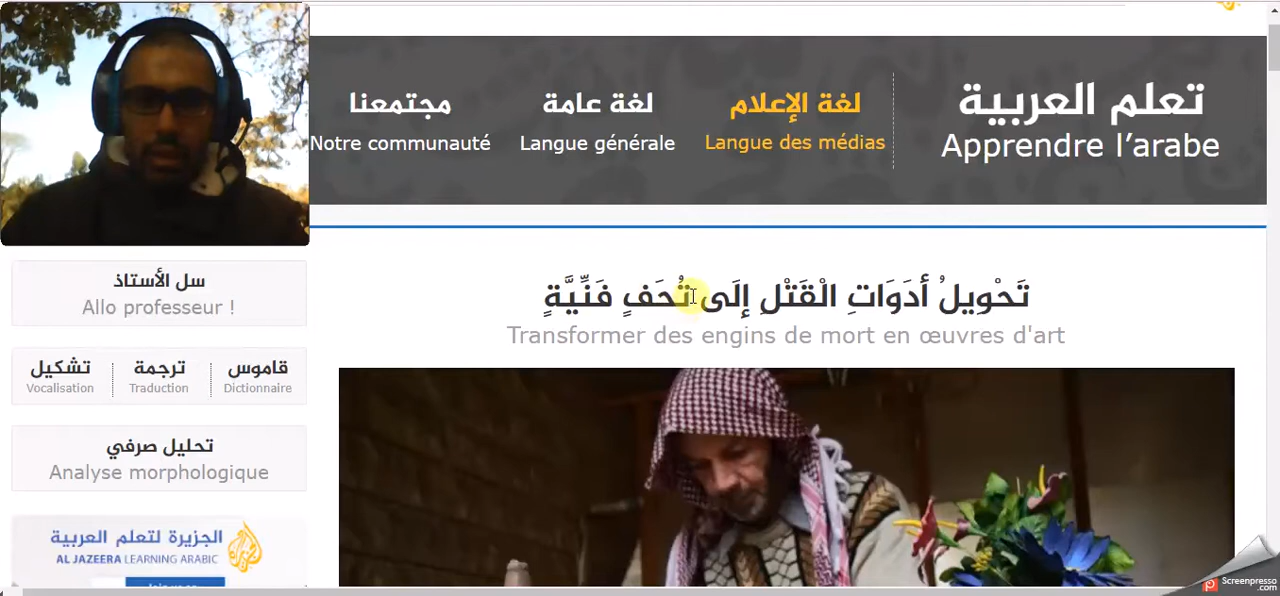 تعلم العربية
Apprendre l'arabe
لغة الإعلام
Langue des médias
لغة عامة
Langue générale
مجتمعنا
Notre communauté
تَحْوِيلُ أدَوَاتِ الْقَتْلِ إلَى تُحَفٍ فَنِّيَّةٍ
Transformer des engins de mort en œuvres d'art
سل الأستاذ
Allo professeur !
قاموس
Dictionnaire
ترجمة
Traduction
تشكيل
Vocalisation
تحليل صرفي
Analyse morphologique
الجزيرة لتعلم العربية
AL JAZEERA LEARNING ARABIC
Screenpresso
.com